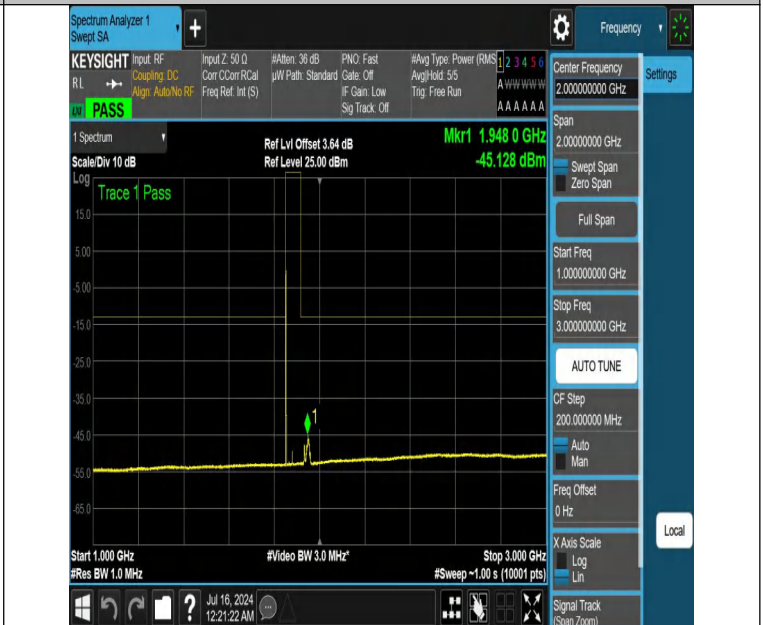 Spectrum Analyzer 1
Swept SA
+
Frequency
KEYSIGHT
RL
LXI
PASS
Input: RF
Coupling: DC
Align: Auto/No RF
Input Z: 50 Ω
Corr CCorr RCal
Freq Ref: Int (S)
#Atten: 36 dB
µW Path: Standard
PNO: Fast
Gate: Off
IF Gain: Low
Sig Track: Off
#Avg Type: Power (RMS
Avg|Hold: 5/5
Trig: Free Run
1 2 3 4 5 6
A W W W W W
A A A A A A
1 Spectrum
Scale/Div 10 dB
Ref Lvl Offset 3.64 dB
Ref Level 25.00 dBm
Mkr1 1.948 0 GHz
-45.128 dBm
Log
Trace 1 Pass
15.0
5.00
-5.00
-15.0
-25.0
-35.0
-45.0
-55.0
-65.0
1
Start 1.000 GHz
#Res BW 1.0 MHz
#Video BW 3.0 MHz*
Stop 3.000 GHz
#Sweep ~1.00 s (10001 pts)
?
Jul 16, 2024
12:21:22 AM
Center Frequency
2.000000000 GHz
Settings
Span
2.00000000 GHz
Swept Span
Zero Span
Full Span
Start Freq
1.000000000 GHz
Stop Freq
3.000000000 GHz
AUTO TUNE
CF Step
200.000000 MHz
Auto
Man
Freq Offset
0 Hz
X Axis Scale
Log
Lin
Local
Signal Track
(Span Zoom)